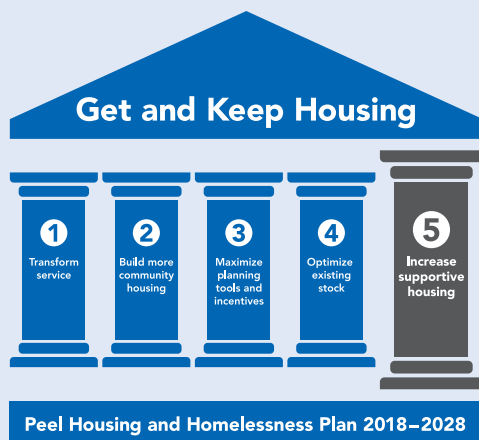 Get and Keep Housing
1
Transform
service
2
Build more
community
housing
3
Maximize
planning
tools and
incentives
4
Optimize
existing
stock
5
Increase
supportive
housing
Peel Housing and Homelessness Plan 2018–2028